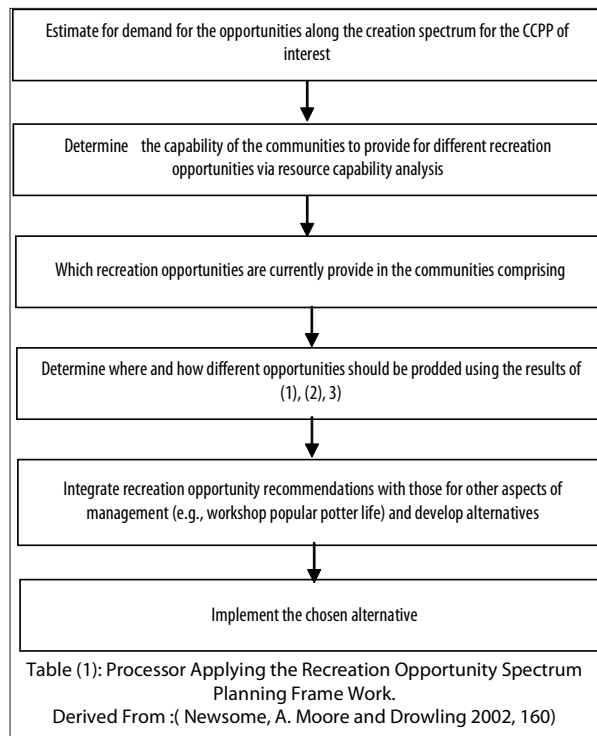 Estimate for demand for the opportunities along the creation spectrum for the CCPP of
interest
Determine the capability of the communities to provide for different recreation
opportunities via resource capability analysis
Which recreation opportunities are currently provide in the communities comprising
Determine where and how different opportunities should be prodded using the results of
(1), (2), 3)
Integrate recreation opportunity recommendations with those for other aspects of
management (e.g., workshop popular potter life) and develop alternatives
Implement the chosen alternative
Table (1): Processor Applying the Recreation Opportunity Spectrum
Planning Frame Work.
Derived From :( Newsome, A. Moore and Drowling 2002, 160)